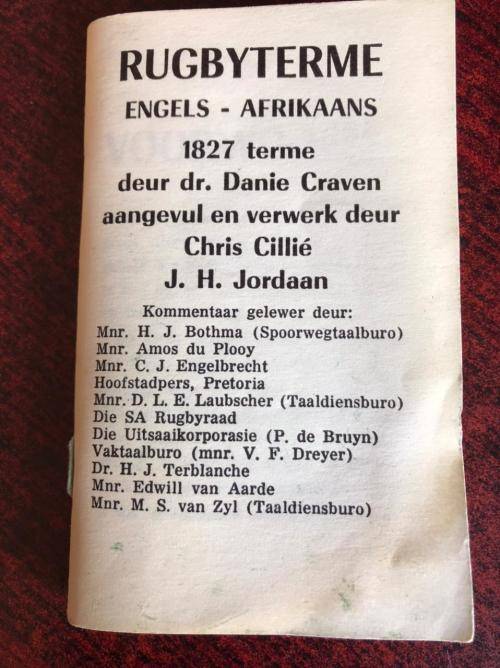 RUGBYTERME
ENGELS - AFRIKAANS
1827 terme
deur dr. Danie Craven
aangevul en verwerk deur
Chris Cillié
J. H. Jordaan
Kommentaar gelewer deur:
Mnr. H. J. Bothma (Spoorwegtaalburo)
Mnr. Amos du Plooy
Mnr. C. J. Engelbrecht
Hoofstadpers, Pretoria
Mnr. D. L. E. Laubscher (Taaldiensburo)
Die SA Rugbyraad
Die Uitsaaikorporasie (P. de Bruyn)
Vaktaalburo (mnr. V. F. Dreyer)
Dr. H. J. Terblanche
Mnr. Edwill van Aarde
Mnr. M. S. van Zyl (Taaldiensburo)